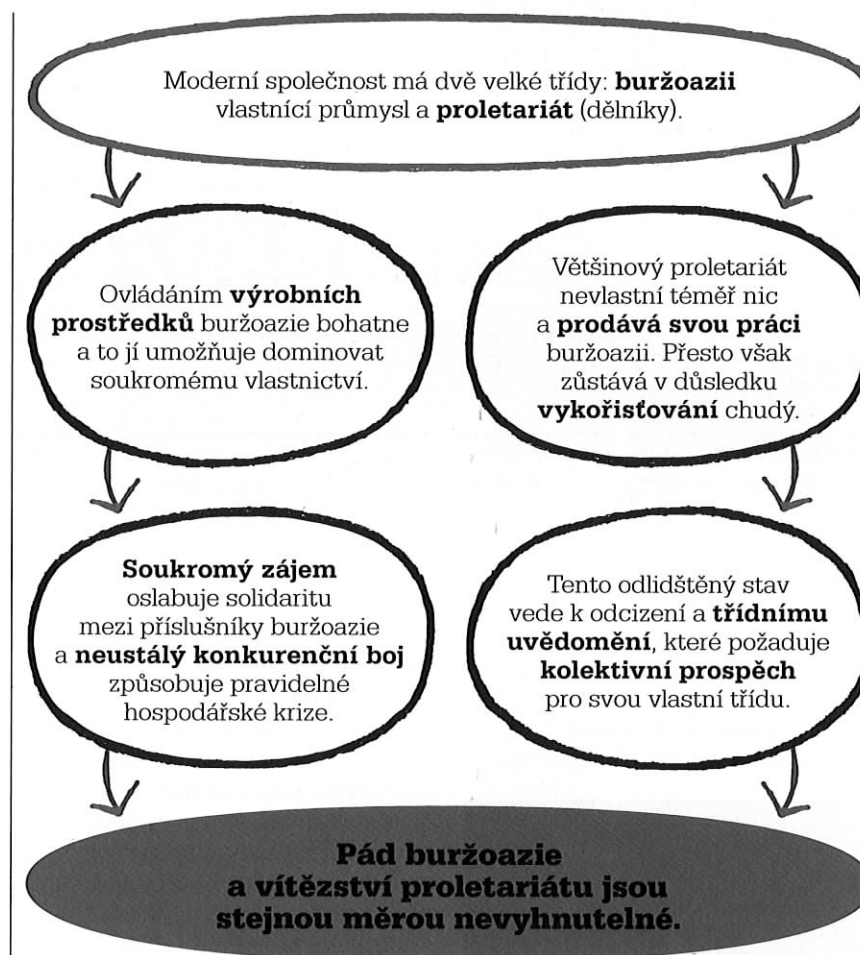 Moderní společnost má dvě velké třídy: buržoazii
vlastnící průmysl a proletariát (dělníky).
Ovládáním výrobních
prostředků buržoazie bohatne
a to jí umožňuje dominovat
soukromému vlastnictví.
Většinový proletariát
nevlastní téměř nic
a prodává svou práci
buržoazii. Přesto však
zůstává v důsledku
vykořisťování chudý.
Soukromý zájem
oslabuje solidaritu
mezi příslušníky buržoazie
a neustálý konkurenční boj
způsobuje pravidelné
hospodářské krize.
Tento odlidštěný stav
vede k odcizení a třídnímu
uvědomění, které požaduje
kolektivní prospěch
pro svou vlastní třídu.
Pád buržoazie
a vítězství proletariátu jsou
stejnou měrou nevyhnutelné.